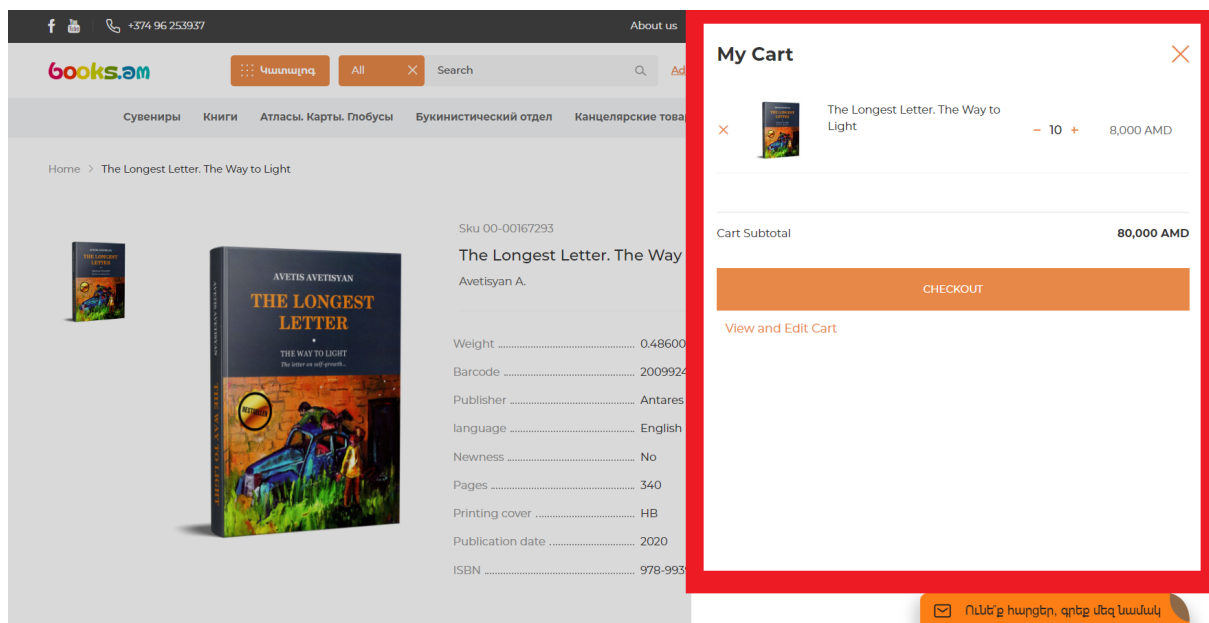 +374 96 253937
About us
books.am
Կատալոգ
All
Search
Ad
Сувениры Книги Атласы. Карты. Глобусы Букинистический отдел Канцелярские това
Home > The Longest Letter. The Way to Light
Sku 00-00167293
The Longest Letter. The Way
Avetisyan A.
AVETIS AVETISYAN
THE LONGEST
LETTER
THE WAY TO LIGHT
The letter on self-growth...
BESTSELLER
AVETIS AVETISYAN
THE WAY TO LIGHT
THE LONGEST
LETTER
Weight 0.48600
Barcode 2009924
Publisher Antares
language English
Newness No
Pages 340
Printing cover HB
Publication date 2020
ISBN 978-993
My Cart
The Longest Letter. The Way to
Light
− 10 +
8,000 AMD
Cart Subtotal 80,000 AMD
CHECKOUT
View and Edit Cart
Ունե՞ք հարցեր, գրեք մեզ նամակ